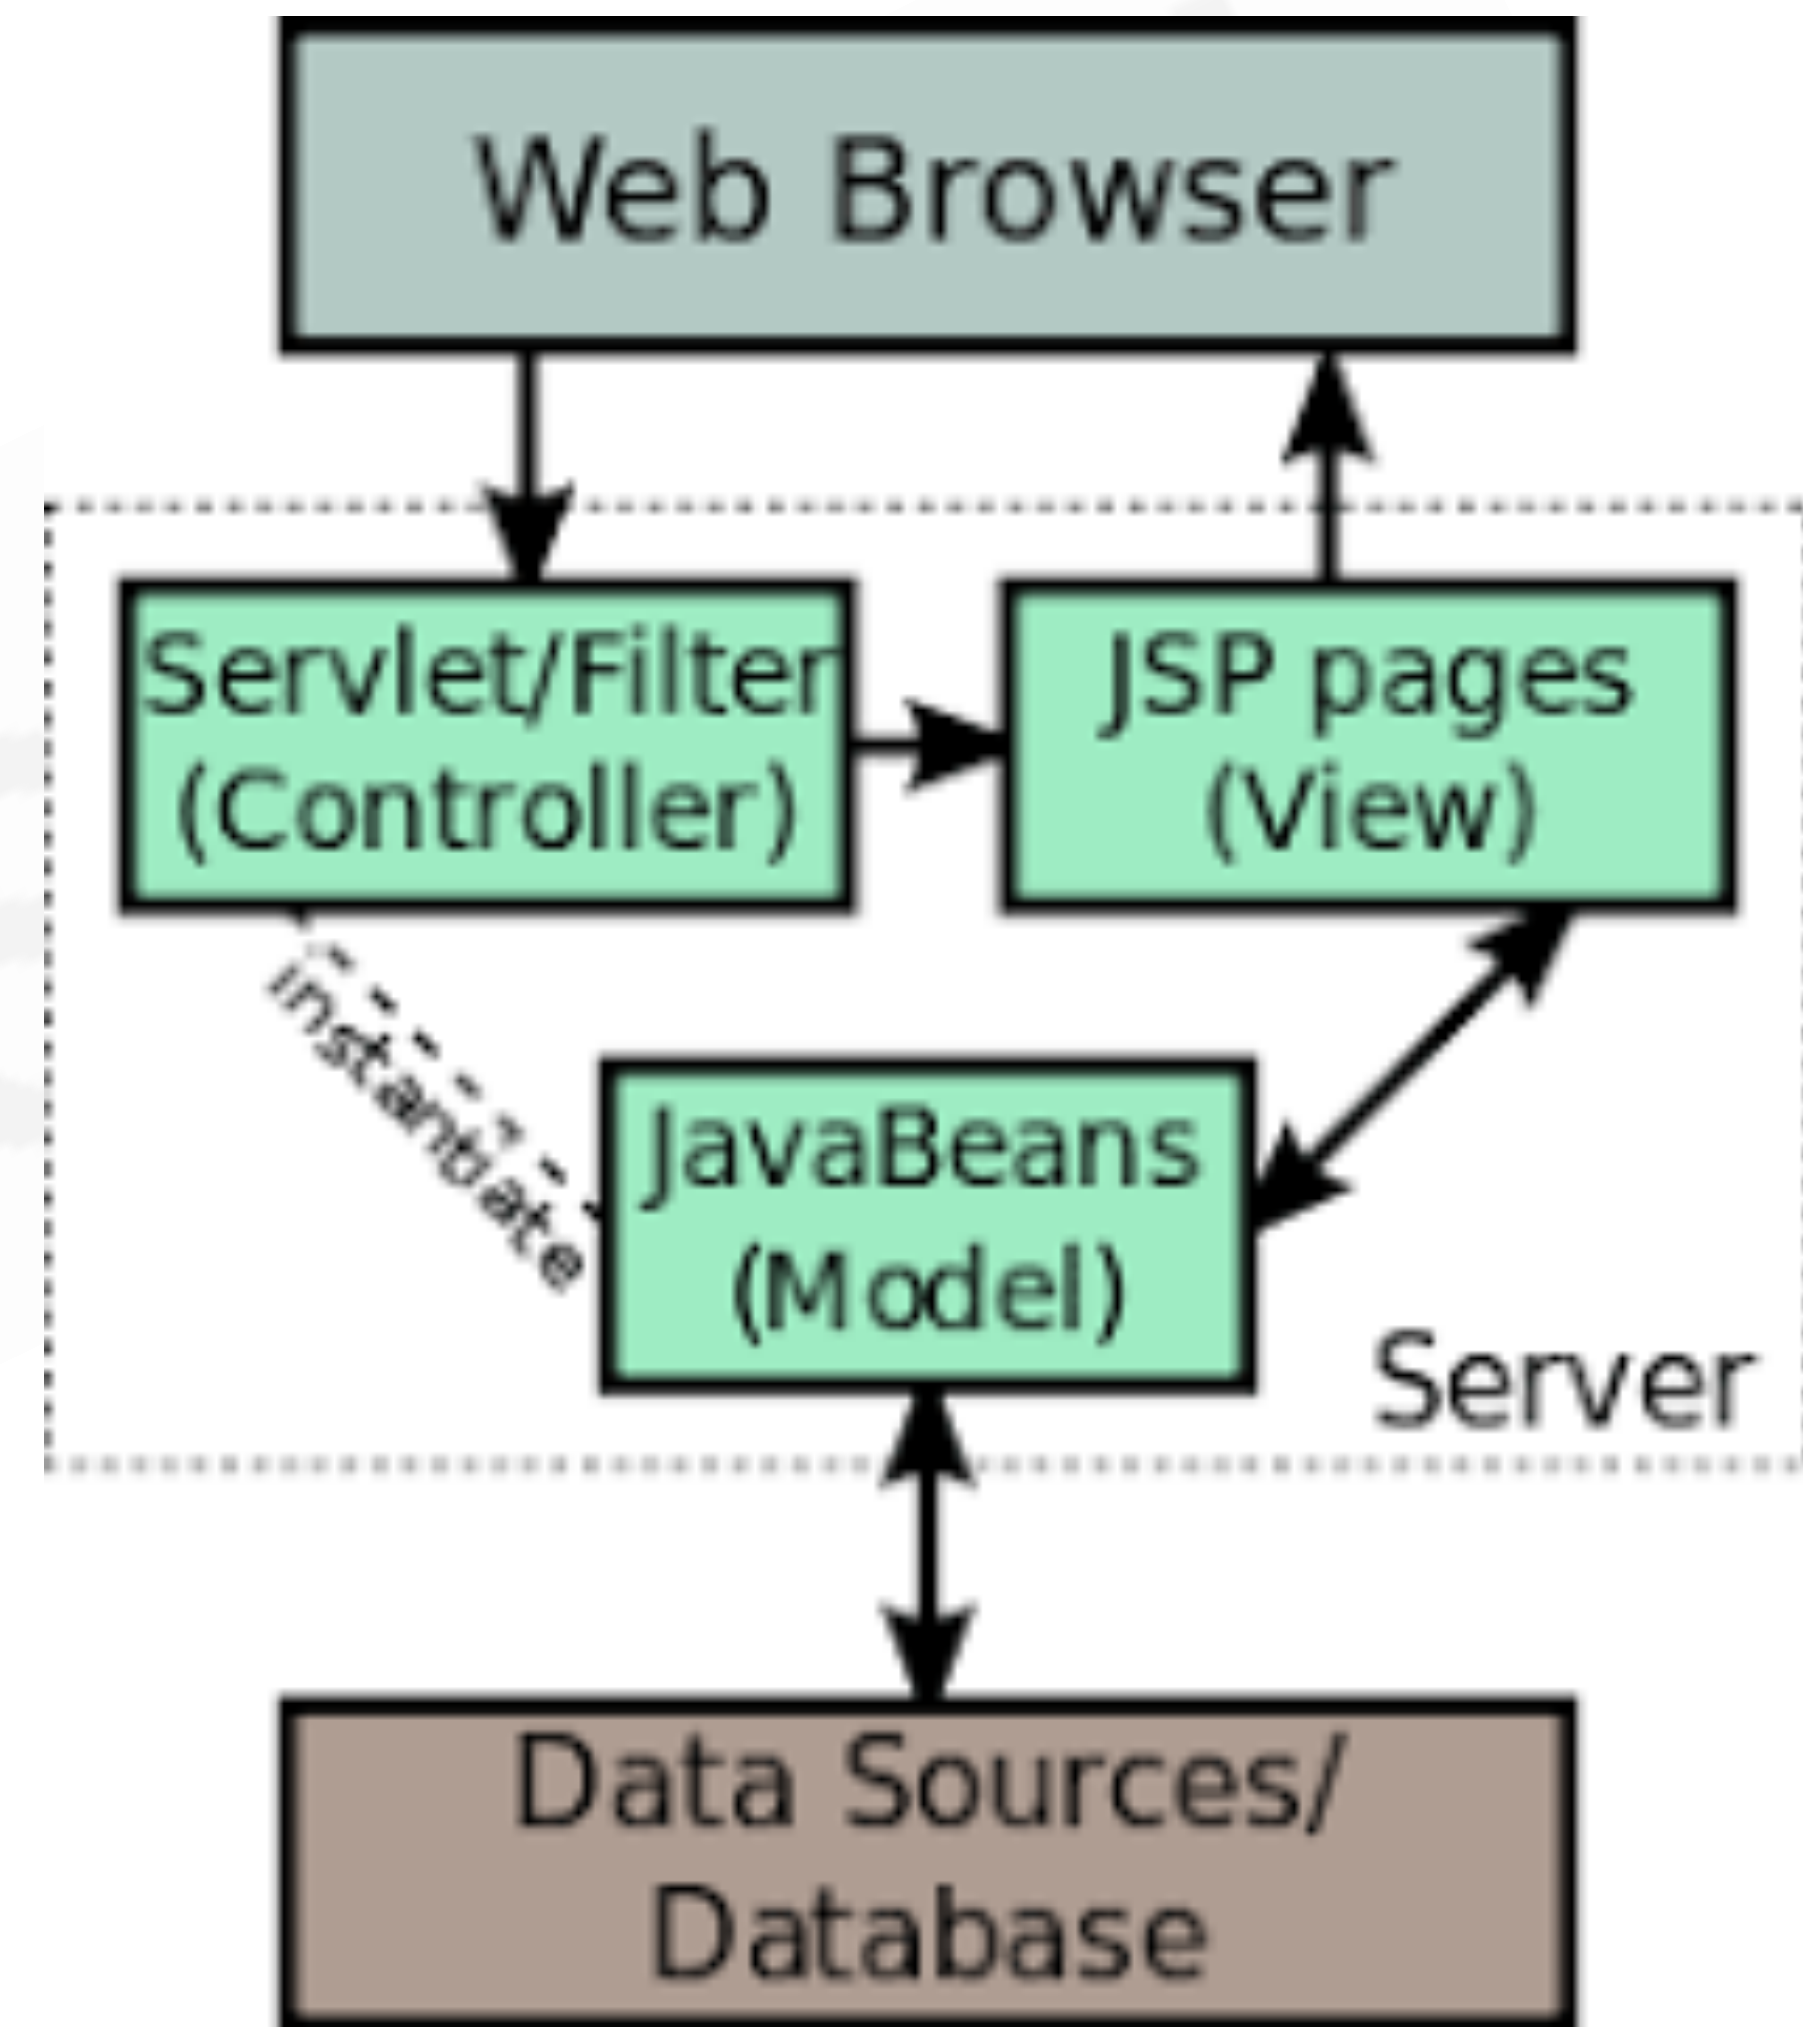 Web Browser
Servlet/Filter
(Controller)
JSP pages
(View)
instantiate
JavaBeans
(Model)
Server
Data Sources/
Database